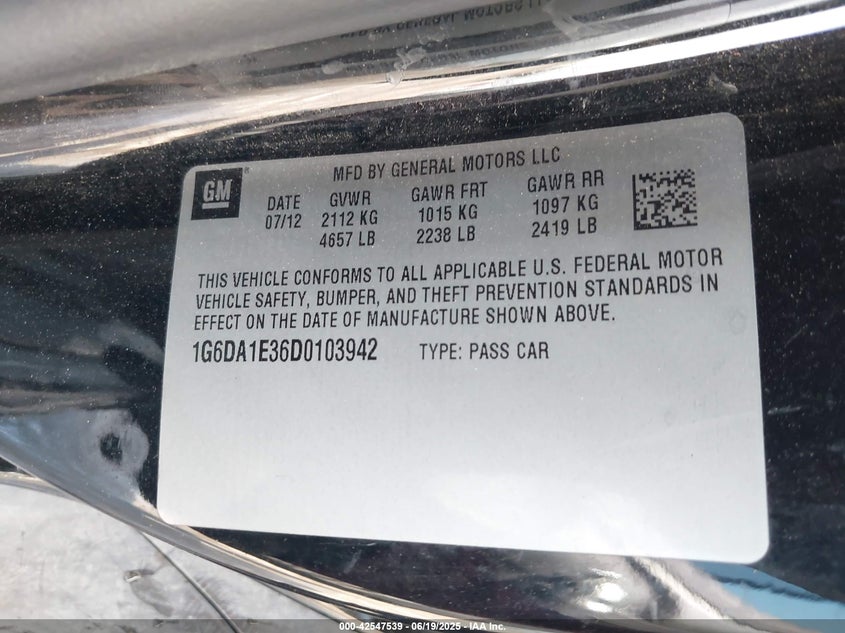 MFD BY GENERAL MOTORS LLC
GM
DATE GVWR GAWR FRT GAWR RR
07/12 2112 KG 1015 KG 1097 KG
4657 LB 2238 LB 2419 LB
THIS VEHICLE CONFORMS TO ALL APPLICABLE U.S. FEDERAL MOTOR
VEHICLE SAFETY, BUMPER, AND THEFT PREVENTION STANDARDS IN
EFFECT ON THE DATE OF MANUFACTURE SHOWN ABOVE.
1G6DA1E36D0103942 TYPE: PASS CAR
000-42547539 - 06/19/2025 - IAA Inc.